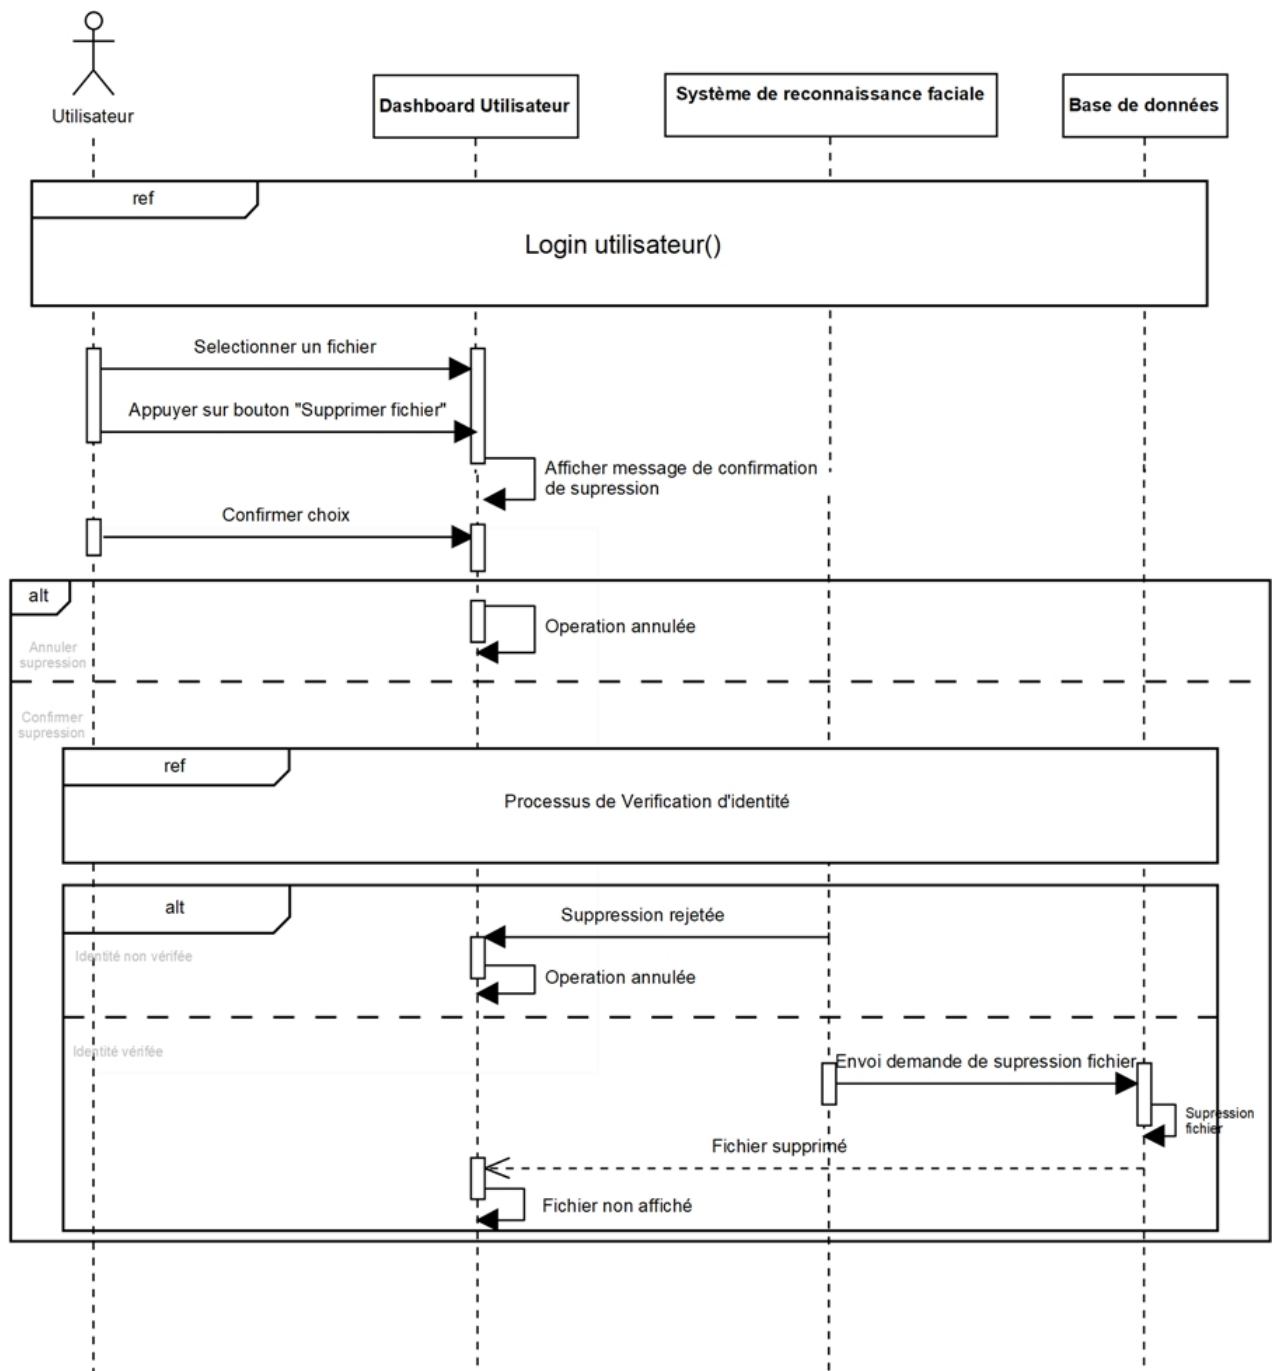 Utilisateur
Dashboard Utilisateur
Système de reconnaissance faciale
Base de données
ref
Login utilisateur()
Selectionner un fichier
Appuyer sur bouton "Supprimer fichier"
Afficher message de confirmation
de supression
Confirmer choix
alt
Operation annulée
Annuler
supression
Confirmer
supression
ref
Processus de Verification d'identité
alt
Suppression rejetée
Identité non vérifée
Operation annulée
Identité vérifée
Envoi demande de supression fichier
Supression
fichier
Fichier supprimé
Fichier non affiché